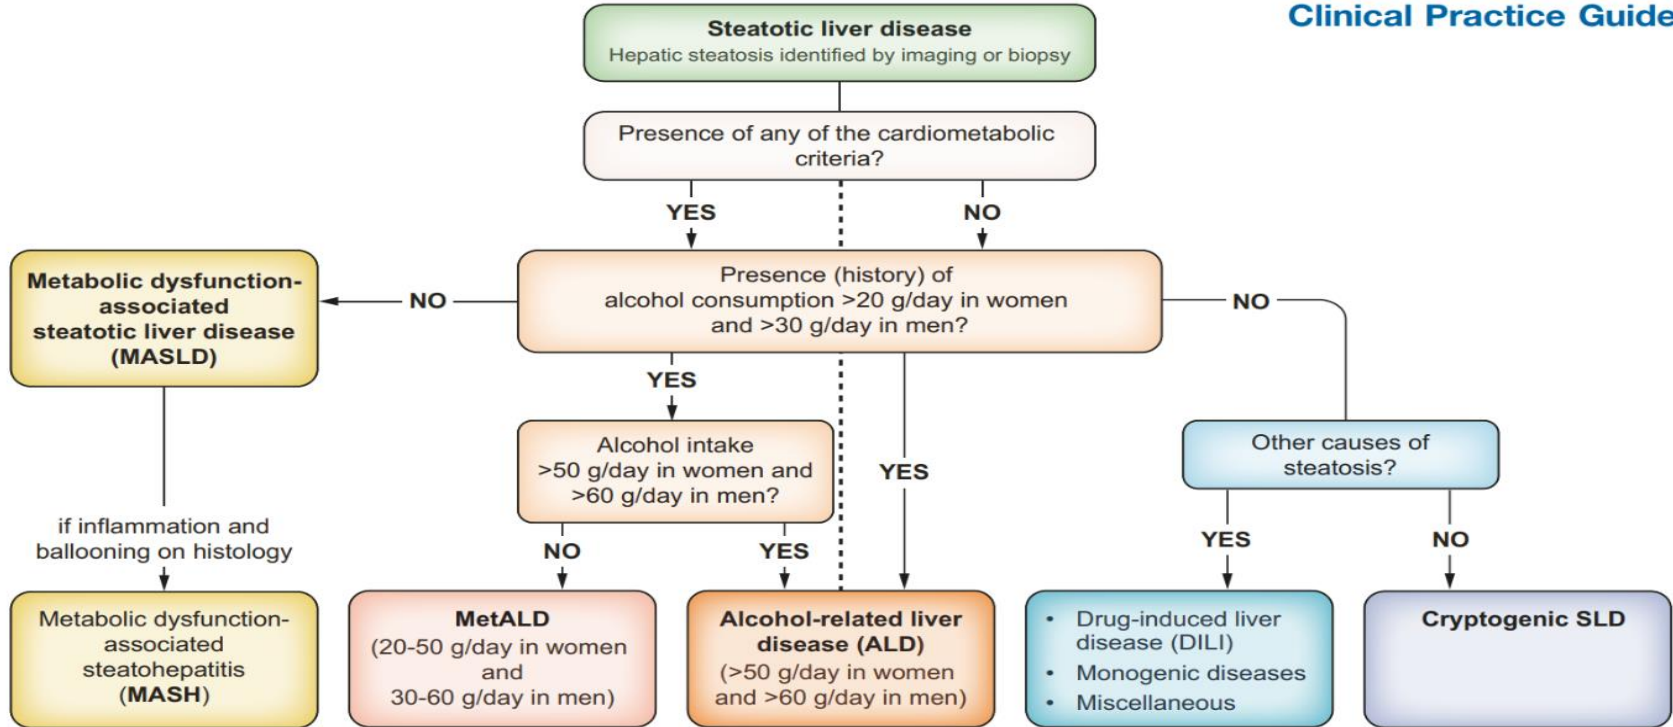 Clinical Practice Guide
Steatotic liver disease
Hepatic steatosis identified by imaging or biopsy
Presence of any of the cardiometabolic
criteria?
YES
NO
Presence (history) of
alcohol consumption >20 g/day in women
and >30 g/day in men?
NO
NO
Metabolic dysfunction-
associated
steatotic liver disease
(MASLD)
YES
YES
Alcohol intake
>50 g/day in women and
>60 g/day in men?
Other causes of
steatosis?
if inflammation and
ballooning on histology
NO
YES
YES
NO
Metabolic dysfunction-
associated
steatohepatitis
(MASH)
MetALD
(20-50 g/day in women
and
30-60 g/day in men)
Alcohol-related liver
disease (ALD)
(>50 g/day in women
and >60 g/day in men)
• Drug-induced liver
disease (DILI)
• Monogenic diseases
• Miscellaneous
Cryptogenic SLD